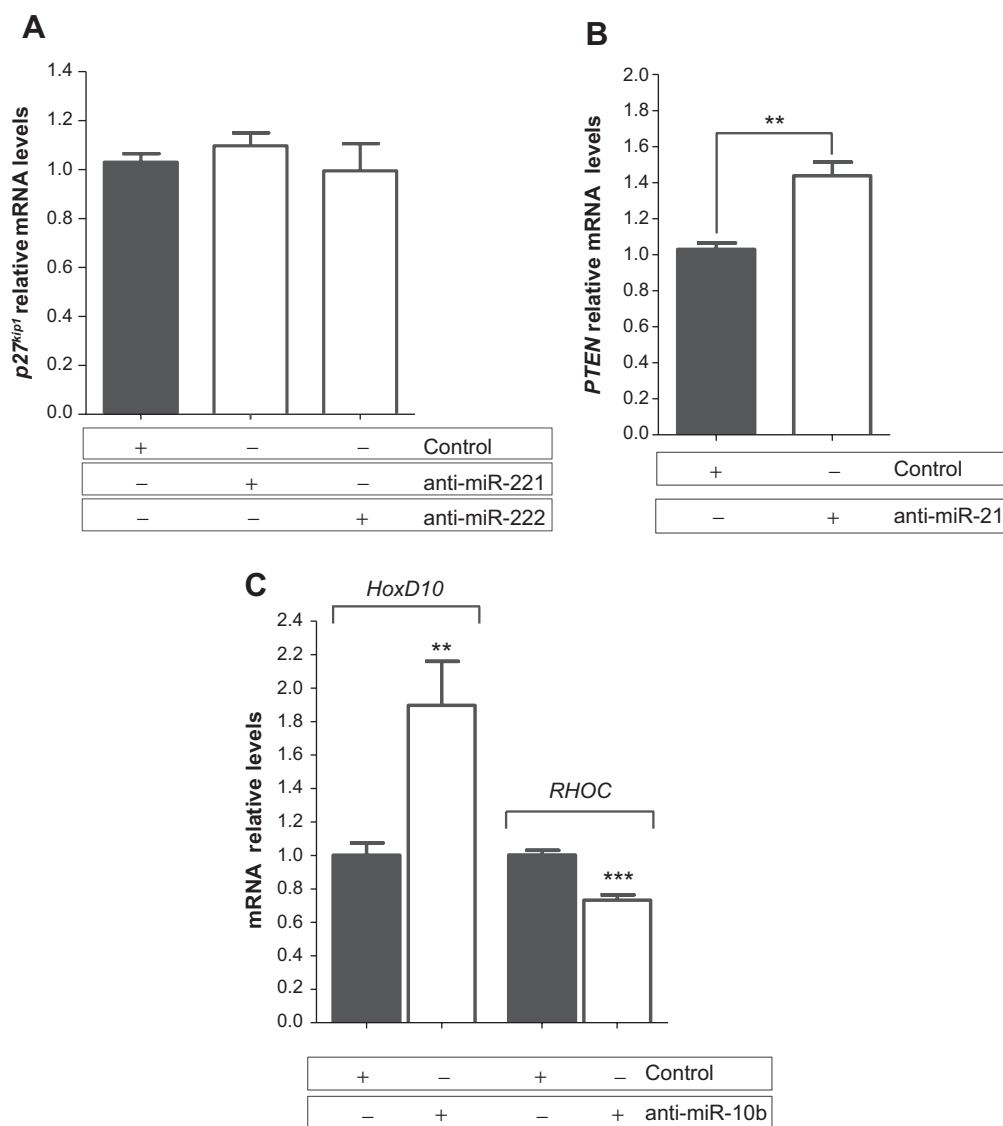 A
p27kip1 relative mRNA levels
1.4
1.2
1.0
0.8
0.6
0.4
0.2
0.0
+ – – Control
– + – anti-miR-221
– – + anti-miR-222
B
PTEN relative mRNA levels
2.0
1.8
1.6
1.4
1.2
1.0
0.8
0.6
0.4
0.2
0.0
**
+ – Control
– + anti-miR-21
C
mRNA relative levels
2.4
2.2
2.0
1.8
1.6
1.4
1.2
1.0
0.8
0.6
0.4
0.2
0.0
HoxD10
**
RHOC
***
+ – + – Control
– + – + anti-miR-10b